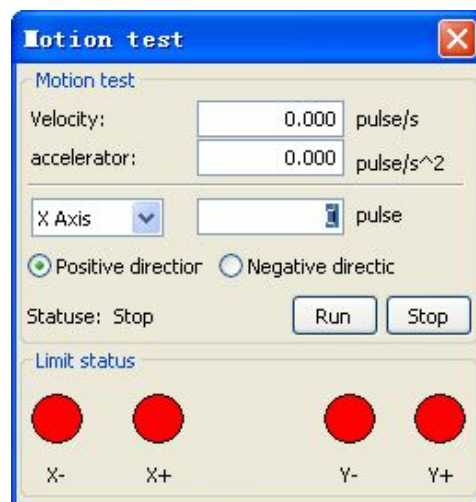 Motion test
Motion test
Velocity: 0.000 pulse/s
accelerator: 0.000 pulse/s^2
X Axis pulse
Positive direction Negative directic
Statuse: Stop Run Stop
Limit status
X- X+ Y- Y+